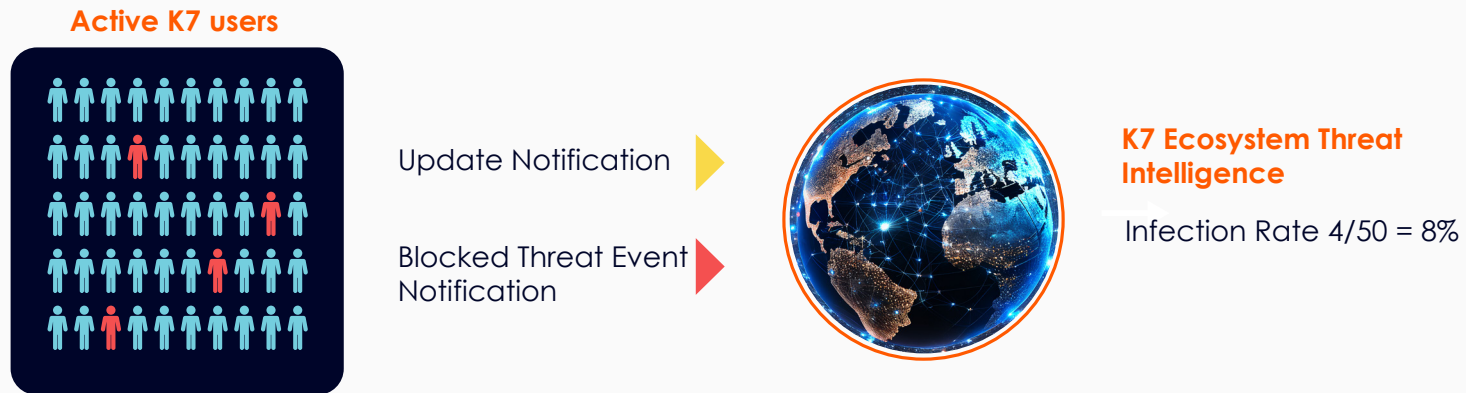 Active K7 users
Update Notification
Blocked Threat Event
Notification
K7 Ecosystem Threat
Intelligence
Infection Rate 4/50 = 8%